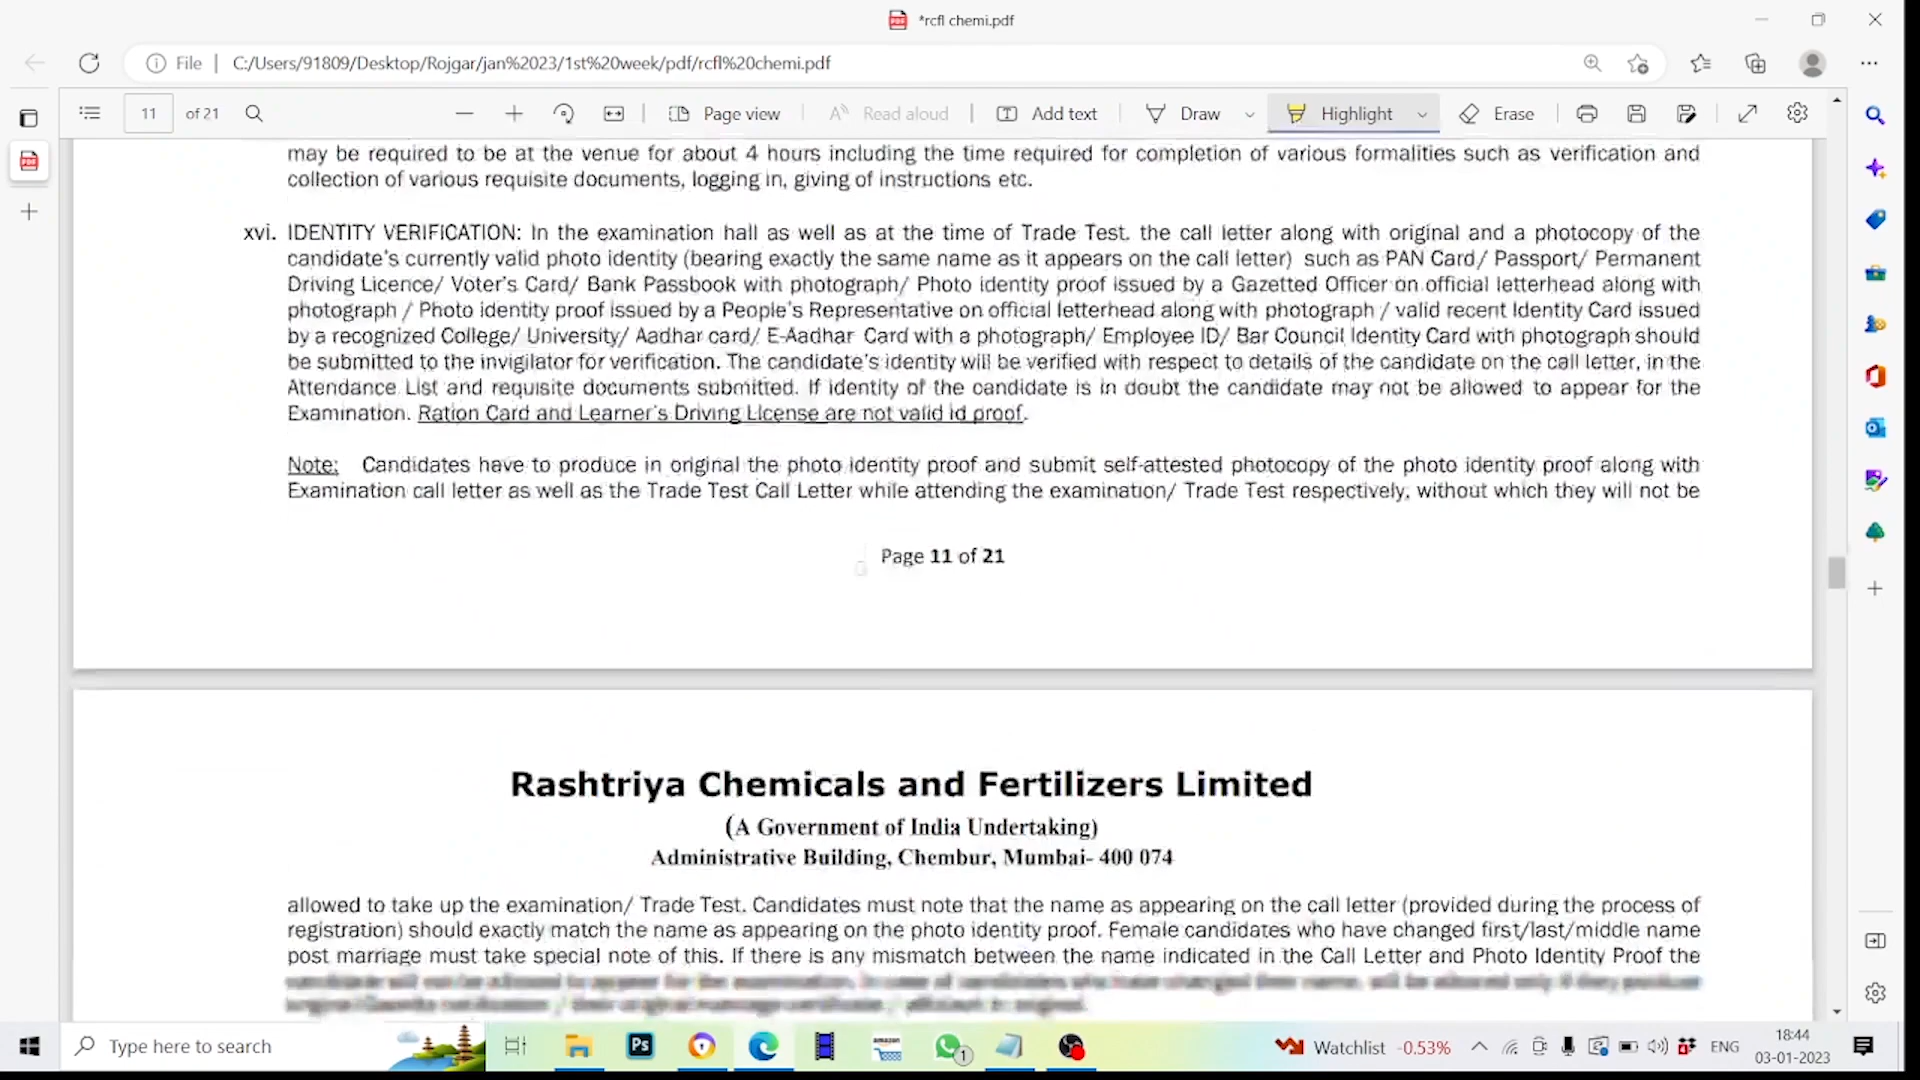 *rcfl chemi.pdf
File
C:/Users/91809/Desktop/Rojgar/jan%2023/1st%20week/pdf/rcfl%20chemi.pdf
11 of 21
Page view
Read aloud
Add text
Draw
Highlight
Erase
may be required to be at the venue for about 4 hours including the time required for completion of various formalities such as verification and
collection of various requisite documents, logging in, giving of instructions etc.
xvi. IDENTITY VERIFICATION: In the examination hall as well as at the time of Trade Test. the call letter along with original and a photocopy of the
candidate's currently valid photo identity (bearing exactly the same name as it appears on the call letter) such as PAN Card/ Passport/ Permanent
Driving Licence/ Voter's Card/ Bank Passbook with photograph/ Photo identity proof issued by a Gazetted Officer on official letterhead along with
photograph / Photo identity proof issued by a People's Representative on official letterhead along with photograph / valid recent Identity Card issued
by a recognized College/ University/ Aadhar card/ E-Aadhar Card with a photograph/ Employee ID/ Bar Council Identity Card with photograph should
be submitted to the invigilator for verification. The candidate's identity will be verified with respect to details of the candidate on the call letter, in the
Attendance List and requisite documents submitted. If identity of the candidate is in doubt the candidate may not be allowed to appear for the
Examination. Ration Card and Learner's Driving License are not valid id proof.
Note: Candidates have to produce in original the photo identity proof and submit self-attested photocopy of the photo identity proof along with
Examination call letter as well as the Trade Test Call Letter while attending the examination/ Trade Test respectively, without which they will not be
Page 11 of 21
Rashtriya Chemicals and Fertilizers Limited
(A Government of India Undertaking)
Administrative Building, Chembur, Mumbai- 400 074
allowed to take up the examination/ Trade Test. Candidates must note that the name as appearing on the call letter (provided during the process of
registration) should exactly match the name as appearing on the photo identity proof. Female candidates who have changed first/last/middle name
post marriage must take special note of this. If there is any mismatch between the name indicated in the Call Letter and Photo Identity Proof the
Type here to search
Ps
amazon
1
Watchlist -0.53%
ENG
18:44
03-01-2023